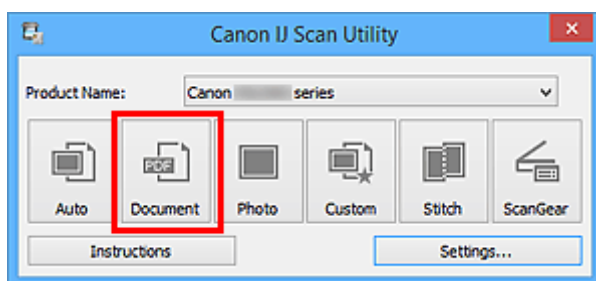 Canon IJ Scan Utility
Product Name: Canon series
PDF
Auto Document Photo Custom Stitch ScanGear
Instructions Settings...